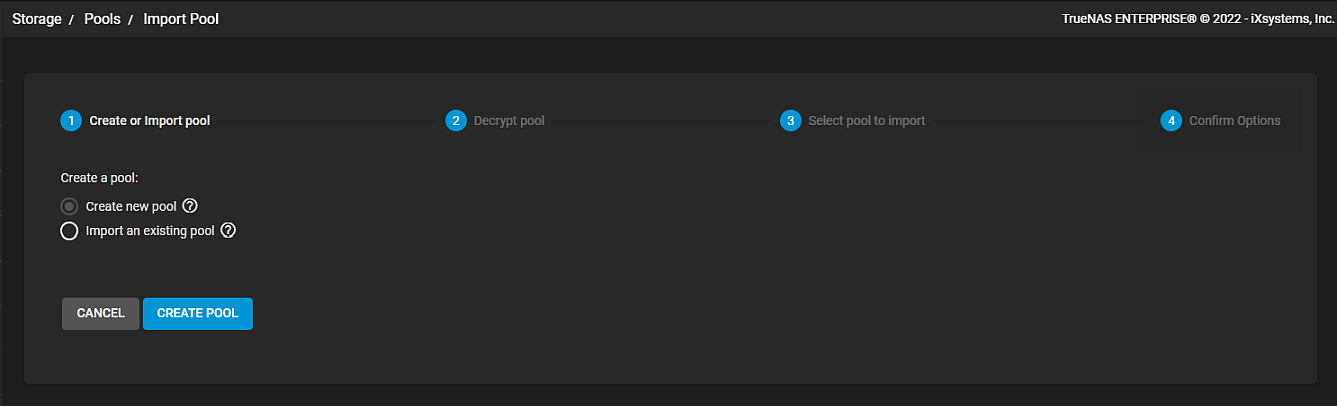 Storage / Pools / Import Pool
TrueNAS ENTERPRISE® © 2022 - iXsystems, Inc.
1 Create or Import pool
2 Decrypt pool
3 Select pool to import
4 Confirm Options
Create a pool:
Create new pool ?
Import an existing pool ?
CANCEL
CREATE POOL